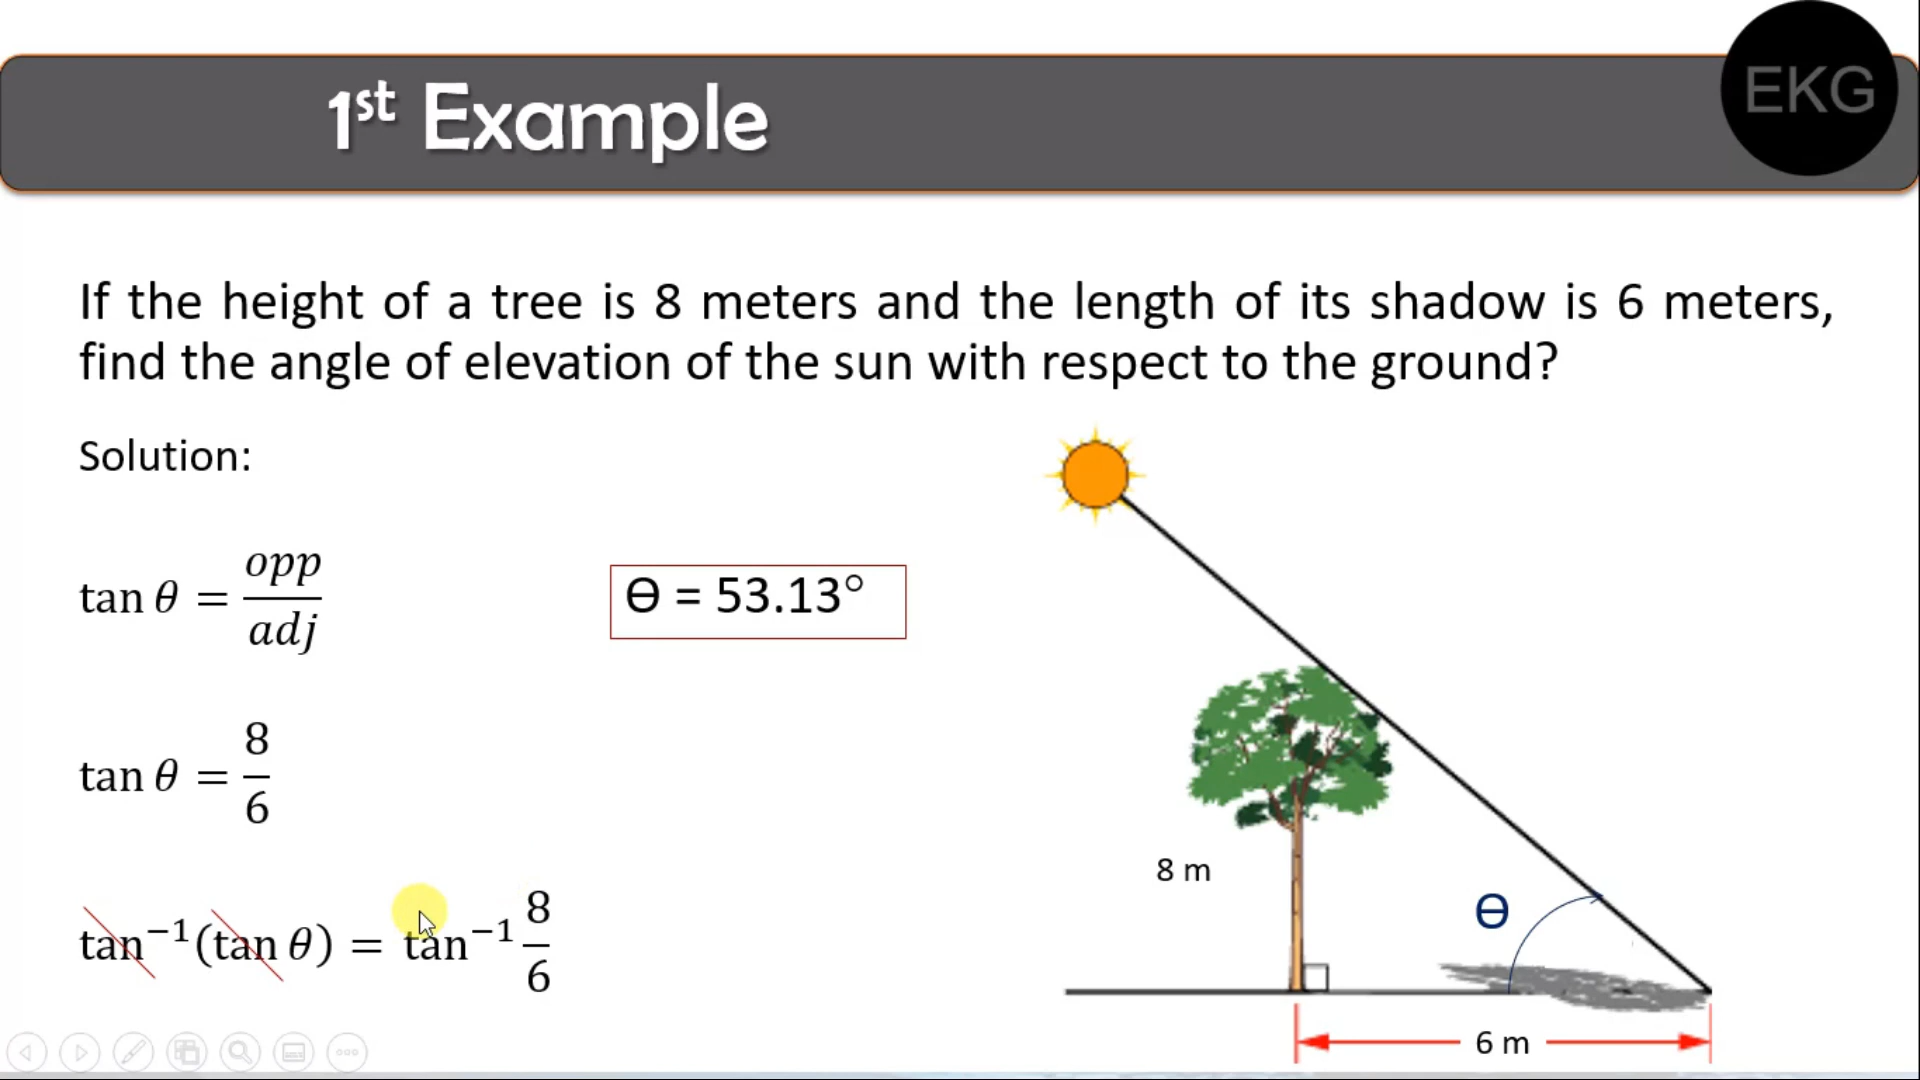 1st Example
EKG
If the height of a tree is 8 meters and the length of its shadow is 6 meters,
find the angle of elevation of the sun with respect to the ground?
Solution:
tan θ = opp/adj
Ɵ = 53.13°
tan θ = 8/6
tan⁻¹(tan θ) = tan⁻¹ 8/6
8 m
Ɵ
6 m